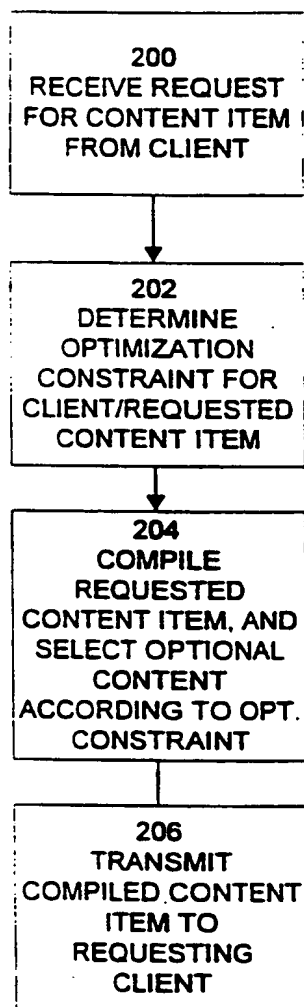 200
RECEIVE REQUEST
FOR CONTENT ITEM
FROM CLIENT
202
DETERMINE
OPTIMIZATION
CONSTRAINT FOR
CLIENT/REQUESTED
CONTENT ITEM
204
COMPILE
REQUESTED
CONTENT ITEM, AND
SELECT OPTIONAL
CONTENT
ACCORDING TO OPT.
CONSTRAINT
206
TRANSMIT
COMPILED CONTENT
ITEM TO
REQUESTING
CLIENT